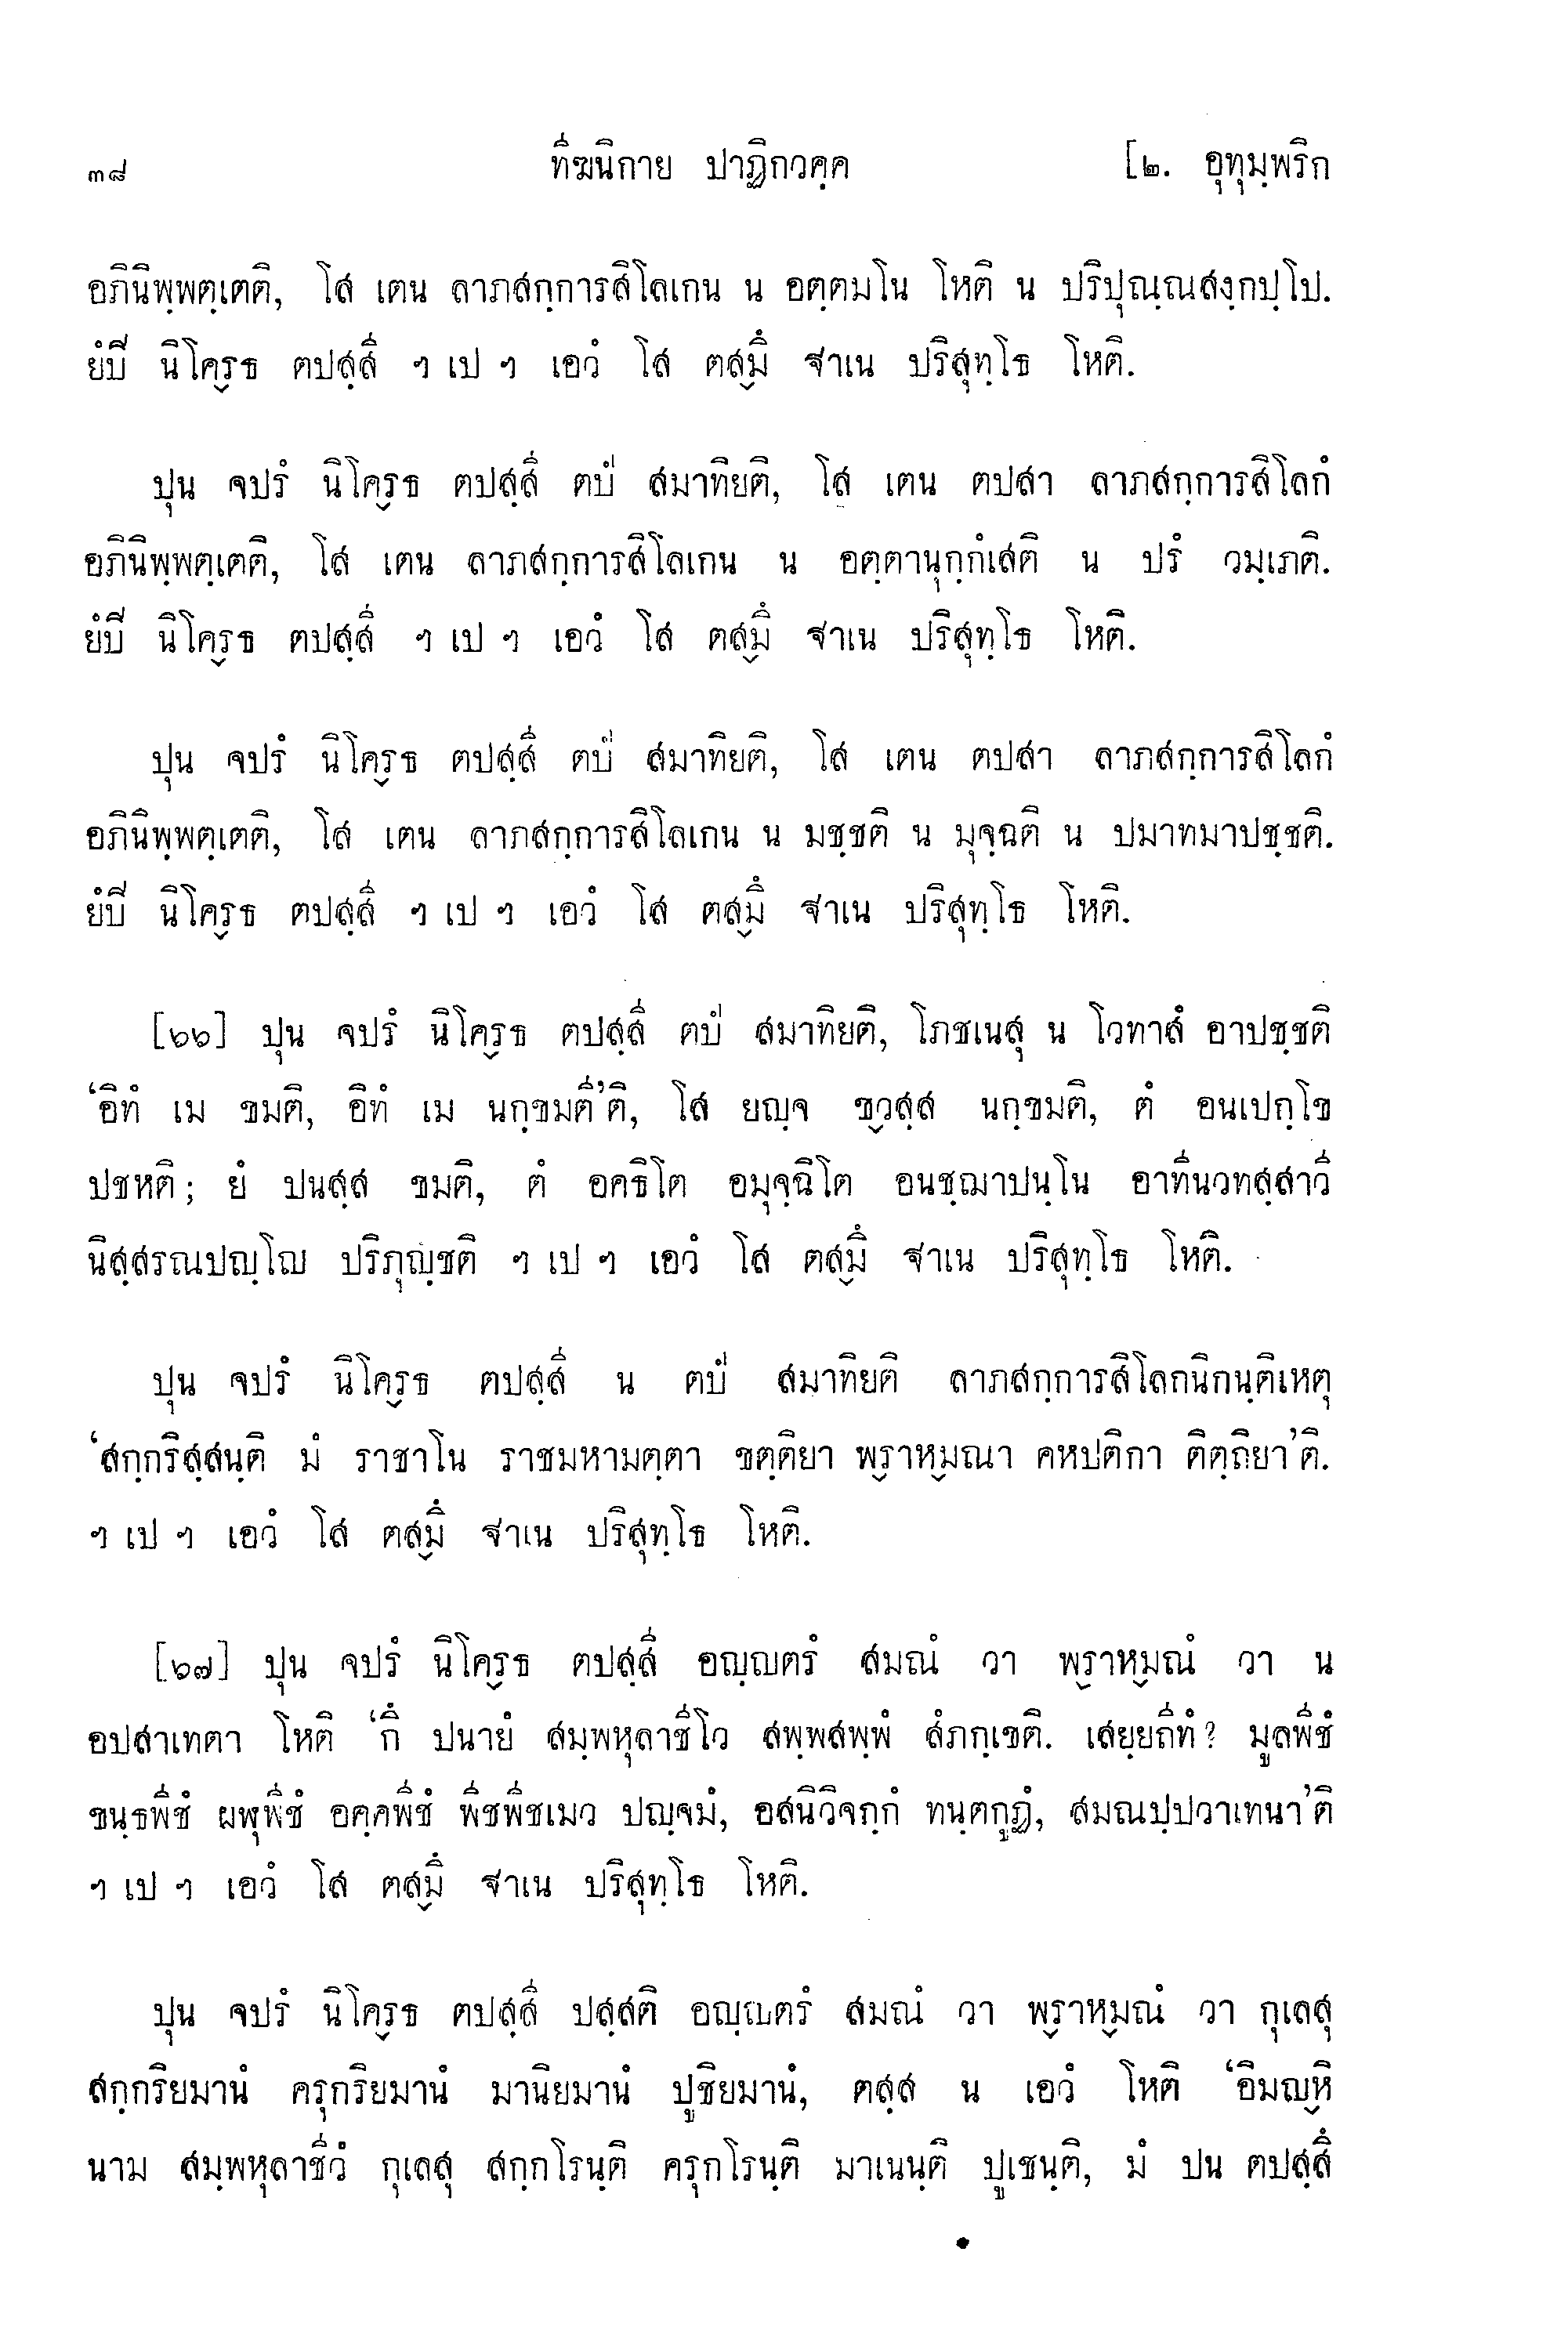 ๓๘ ทีฆนิกาย ปาฏิกวคฺค [๒. อุทุมฺพริก
อภินิพฺพตฺเตติ, โส เตน ลาภสกฺการสิโลเกน น อตฺตมโน โหติ น ปริปุณฺณสงฺกปฺโป.
ยํปิ นิโค๎รธ ตปสฺสี ฯ เป ฯ เอวํ โส ตส๎มึ ฐาเน ปริสุทฺโธ โหติ.
ปุน จปรํ นิโค๎รธ ตปสฺสี ตปํ สมาทิยติ, โส เตน ตปสา ลาภสกฺการสิโลกํ
อภินิพฺพตฺเตติ, โส เตน ลาภสกฺการสิโลเกน น อตฺตานุกฺกํเสติ น ปรํ วมฺเภติ.
ยํปิ นิโค๎รธ ตปสฺสี ฯ เป ฯ เอวํ โส ตส๎มึ ฐาเน ปริสุทฺโธ โหติ.
ปุน จปรํ นิโค๎รธ ตปสฺสี ตปํ สมาทิยติ, โส เตน ตปสา ลาภสกฺการสิโลกํ
อภินิพฺพตฺเตติ, โส เตน ลาภสกฺการสิโลเกน น มชฺชติ น มุจฺฉติ น ปมาทมาปชฺชติ.
ยํปิ นิโค๎รธ ตปสฺสี ฯ เป ฯ เอวํ โส ตส๎มึ ฐาเน ปริสุทฺโธ โหติ.
[๖๖] ปุน จปรํ นิโค๎รธ ตปสฺสี ตปํ สมาทิยติ, โภชเนสุ น โวทาสํ อาปชฺชติ
‘อิทํ เม ขมติ, อิทํ เม นกฺขมตี’ติ, โส ยญฺจ ข๎วสฺส นกฺขมติ, ตํ อนเปกฺโข
ปชหติ; ยํ ปนสฺส ขมติ, ตํ อคธิโต อมุจฺฉิโต อนชฺฌาปนฺโน อาทีนวทสฺสาวี
นิสฺสรณปญฺโญ ปริภุญฺชติ ฯ เป ฯ เอวํ โส ตส๎มึ ฐาเน ปริสุทฺโธ โหติ.
ปุน จปรํ นิโค๎รธ ตปสฺสี น ตปํ สมาทิยติ ลาภสกฺการสิโลกนิกนฺติเหตุ
‘สกฺกริสฺสนฺติ มํ ราชาโน ราชมหามตฺตา ขตฺติยา พ๎ราห๎มณา คหปติกา ติตฺถิยา’ติ.
ฯ เป ฯ เอวํ โส ตส๎มึ ฐาเน ปริสุทฺโธ โหติ.
[๖๗] ปุน จปรํ นิโค๎รธ ตปสฺสี อญฺญตรํ สมณํ วา พ๎ราห๎มณํ วา น
อปสาเทตา โหติ ‘กึ ปนายํ สมฺพหุลาชีโว สพฺพสพฺพํ สํภกฺเขติ. เสยฺยถีทํ? มูลพีชํ
ขนฺธพีชํ ผฬุพีชํ อคฺคพีชํ พีชพีชเมว ปญฺจมํ, อสนิวิจกฺกํ ทนฺตกูฏํ, สมณปฺปวาเทนา’ติ
ฯ เป ฯ เอวํ โส ตส๎มึ ฐาเน ปริสุทฺโธ โหติ.
ปุน จปรํ นิโค๎รธ ตปสฺสี ปสฺสติ อญฺญตรํ สมณํ วา พ๎ราห๎มณํ วา กุเลสุ
สกฺกริยมานํ ครุกริยมานํ มานิยมานํ ปูชิยมานํ, ตสฺส น เอวํ โหติ ‘อิมญ๎หิ
นาม สมฺพหุลาชีวํ กุเลสุ สกฺกโรนฺติ ครุกโรนฺติ มาเนนฺติ ปูเชนฺติ, มํ ปน ตปสฺสึ